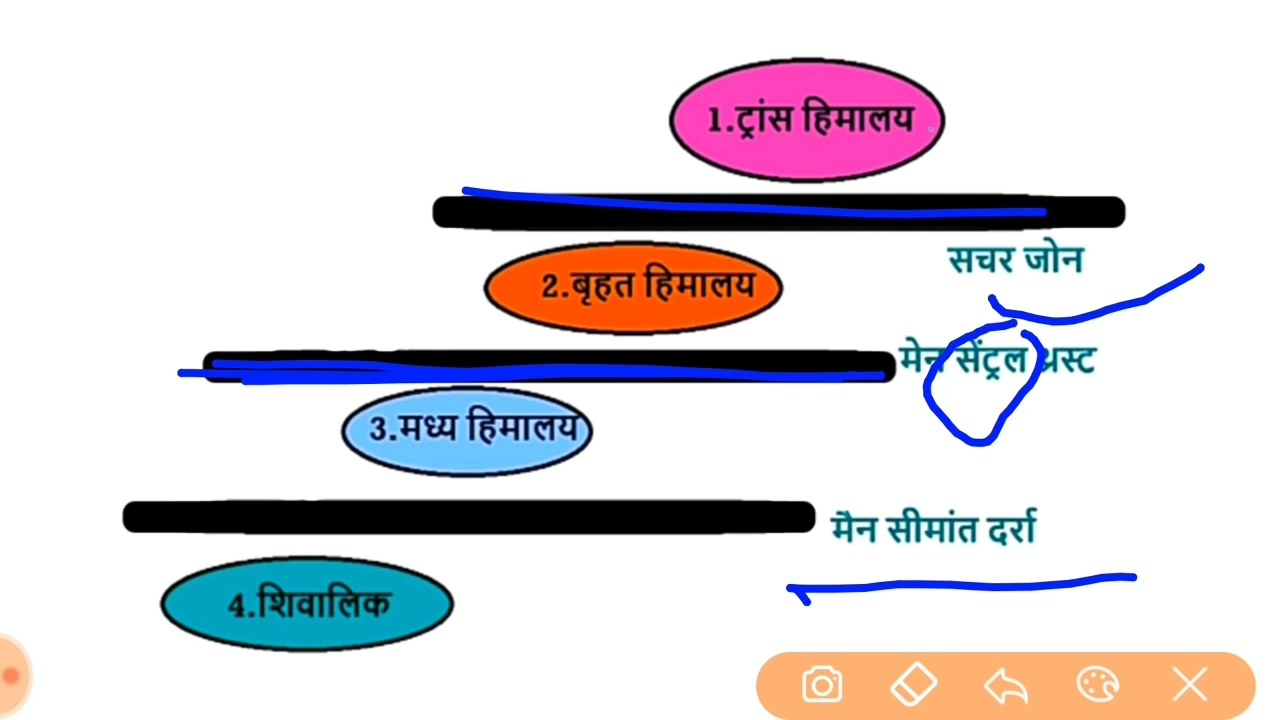 1.ट्रांस हिमालय
सचर जोन
2.बृहत हिमालय
मेन सेंट्रल थ्रस्ट
3.मध्य हिमालय
मैन सीमांत दर्रा
4.शिवालिक